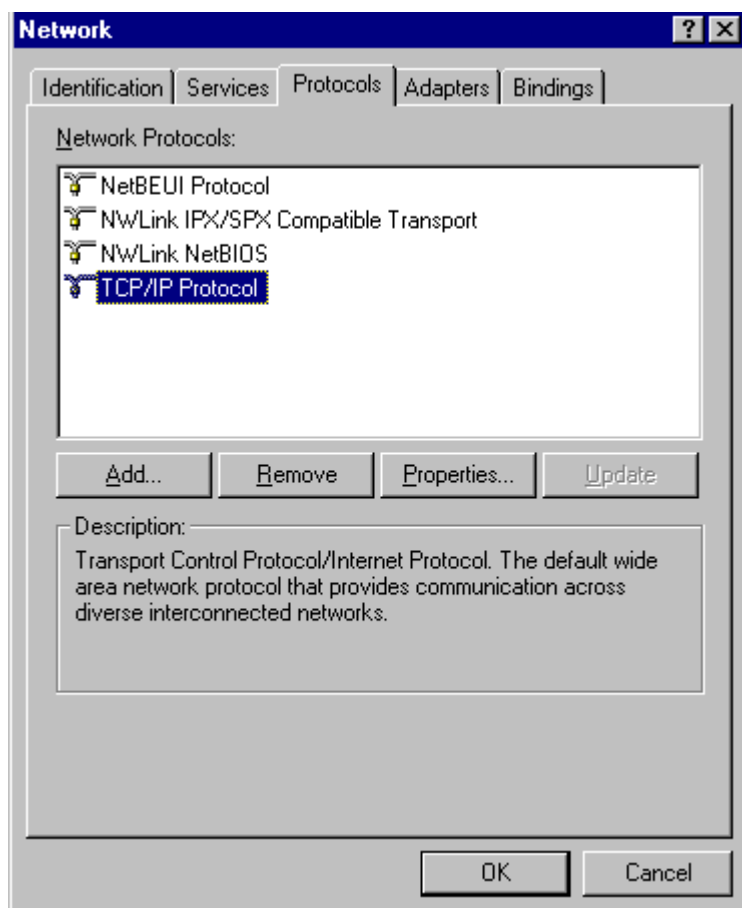 Network
Identification Services Protocols Adapters Bindings
Network Protocols:
NetBEUI Protocol
NWLink IPX/SPX Compatible Transport
NWLink NetBIOS
TCP/IP Protocol
Add... Remove Properties... Update
Description:
Transport Control Protocol/Internet Protocol. The default wide
area network protocol that provides communication across
diverse interconnected networks.
OK Cancel